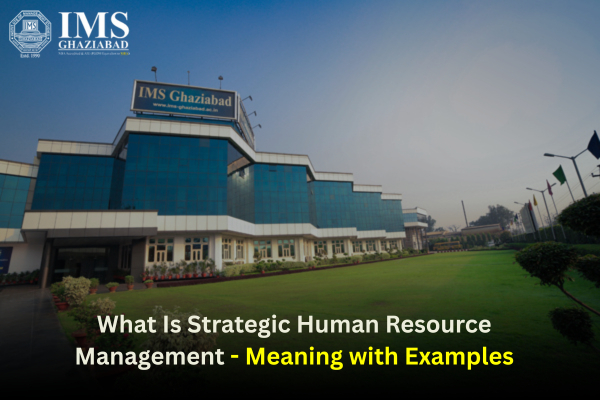 IMS
GHAZIABAD
Estd. 1990
IMS Ghaziabad
www.ims-ghaziabad.ac.in
What Is Strategic Human Resource
Management - Meaning with Examples